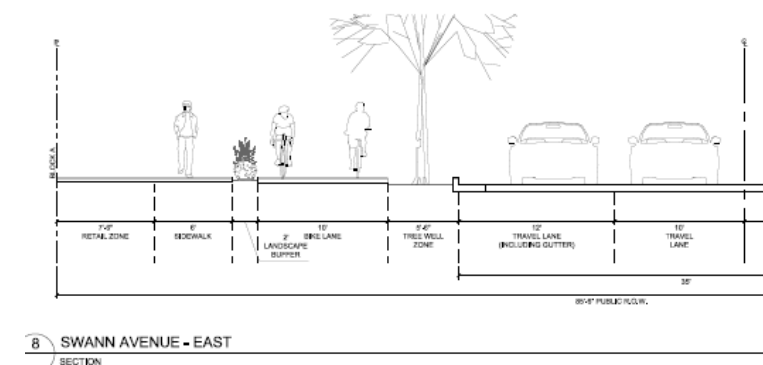 BLOCK A
7'-6"
RETAIL ZONE
6'
SIDEWALK
2'
LANDSCAPE
BUFFER
10'
BIKE LANE
5'-6"
TREE WELL
ZONE
12'
TRAVEL LANE
(INCLUDING GUTTER)
10'
TRAVEL
LANE
35'
PUBLIC R.O.W.
8 SWANN AVENUE - EAST
SECTION